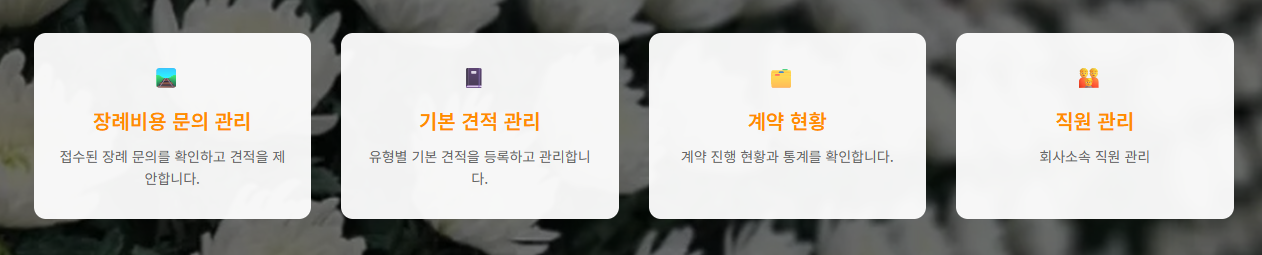 장례비용 문의 관리
접수된 장례 문의를 확인하고 견적을 제
안합니다.
기본 견적 관리
유형별 기본 견적을 등록하고 관리합니
다.
계약 현황
계약 진행 현황과 통계를 확인합니다.
직원 관리
회사소속 직원 관리